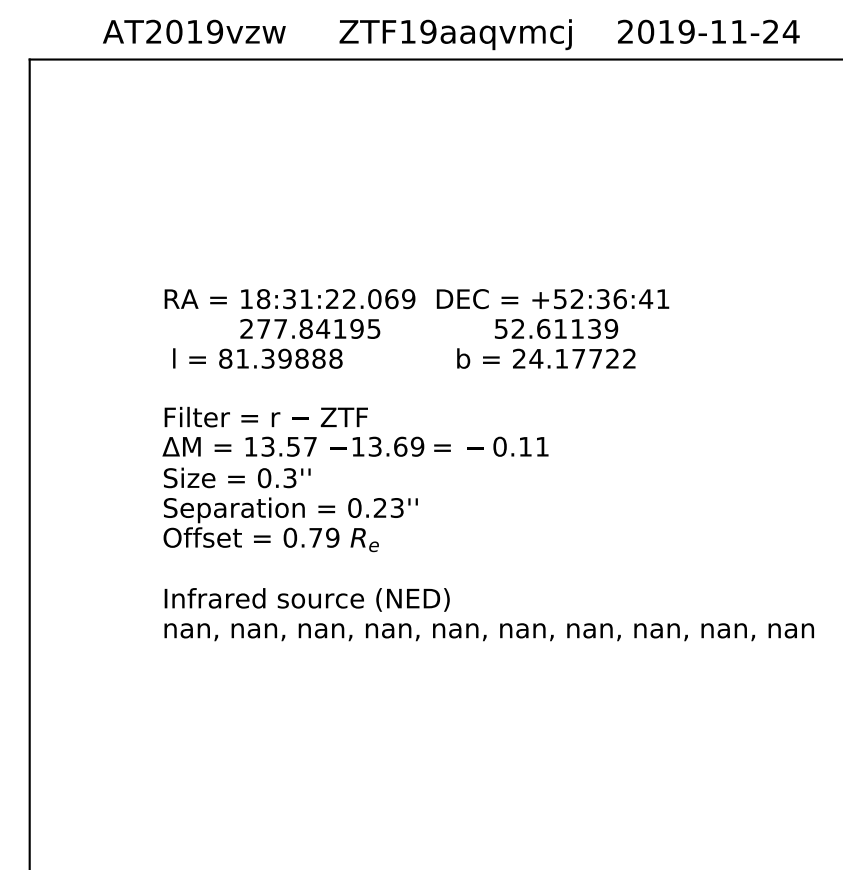 AT2019vzw ZTF19aaqvmcj 2019-11-24
RA = 18:31:22.069 DEC = +52:36:41
277.84195 52.61139
l = 81.39888 b = 24.17722
Filter = r − ZTF
ΔM = 13.57 −13.69 = − 0.11
Size = 0.3''
Separation = 0.23''
Offset = 0.79 Re
Infrared source (NED)
nan, nan, nan, nan, nan, nan, nan, nan, nan, nan